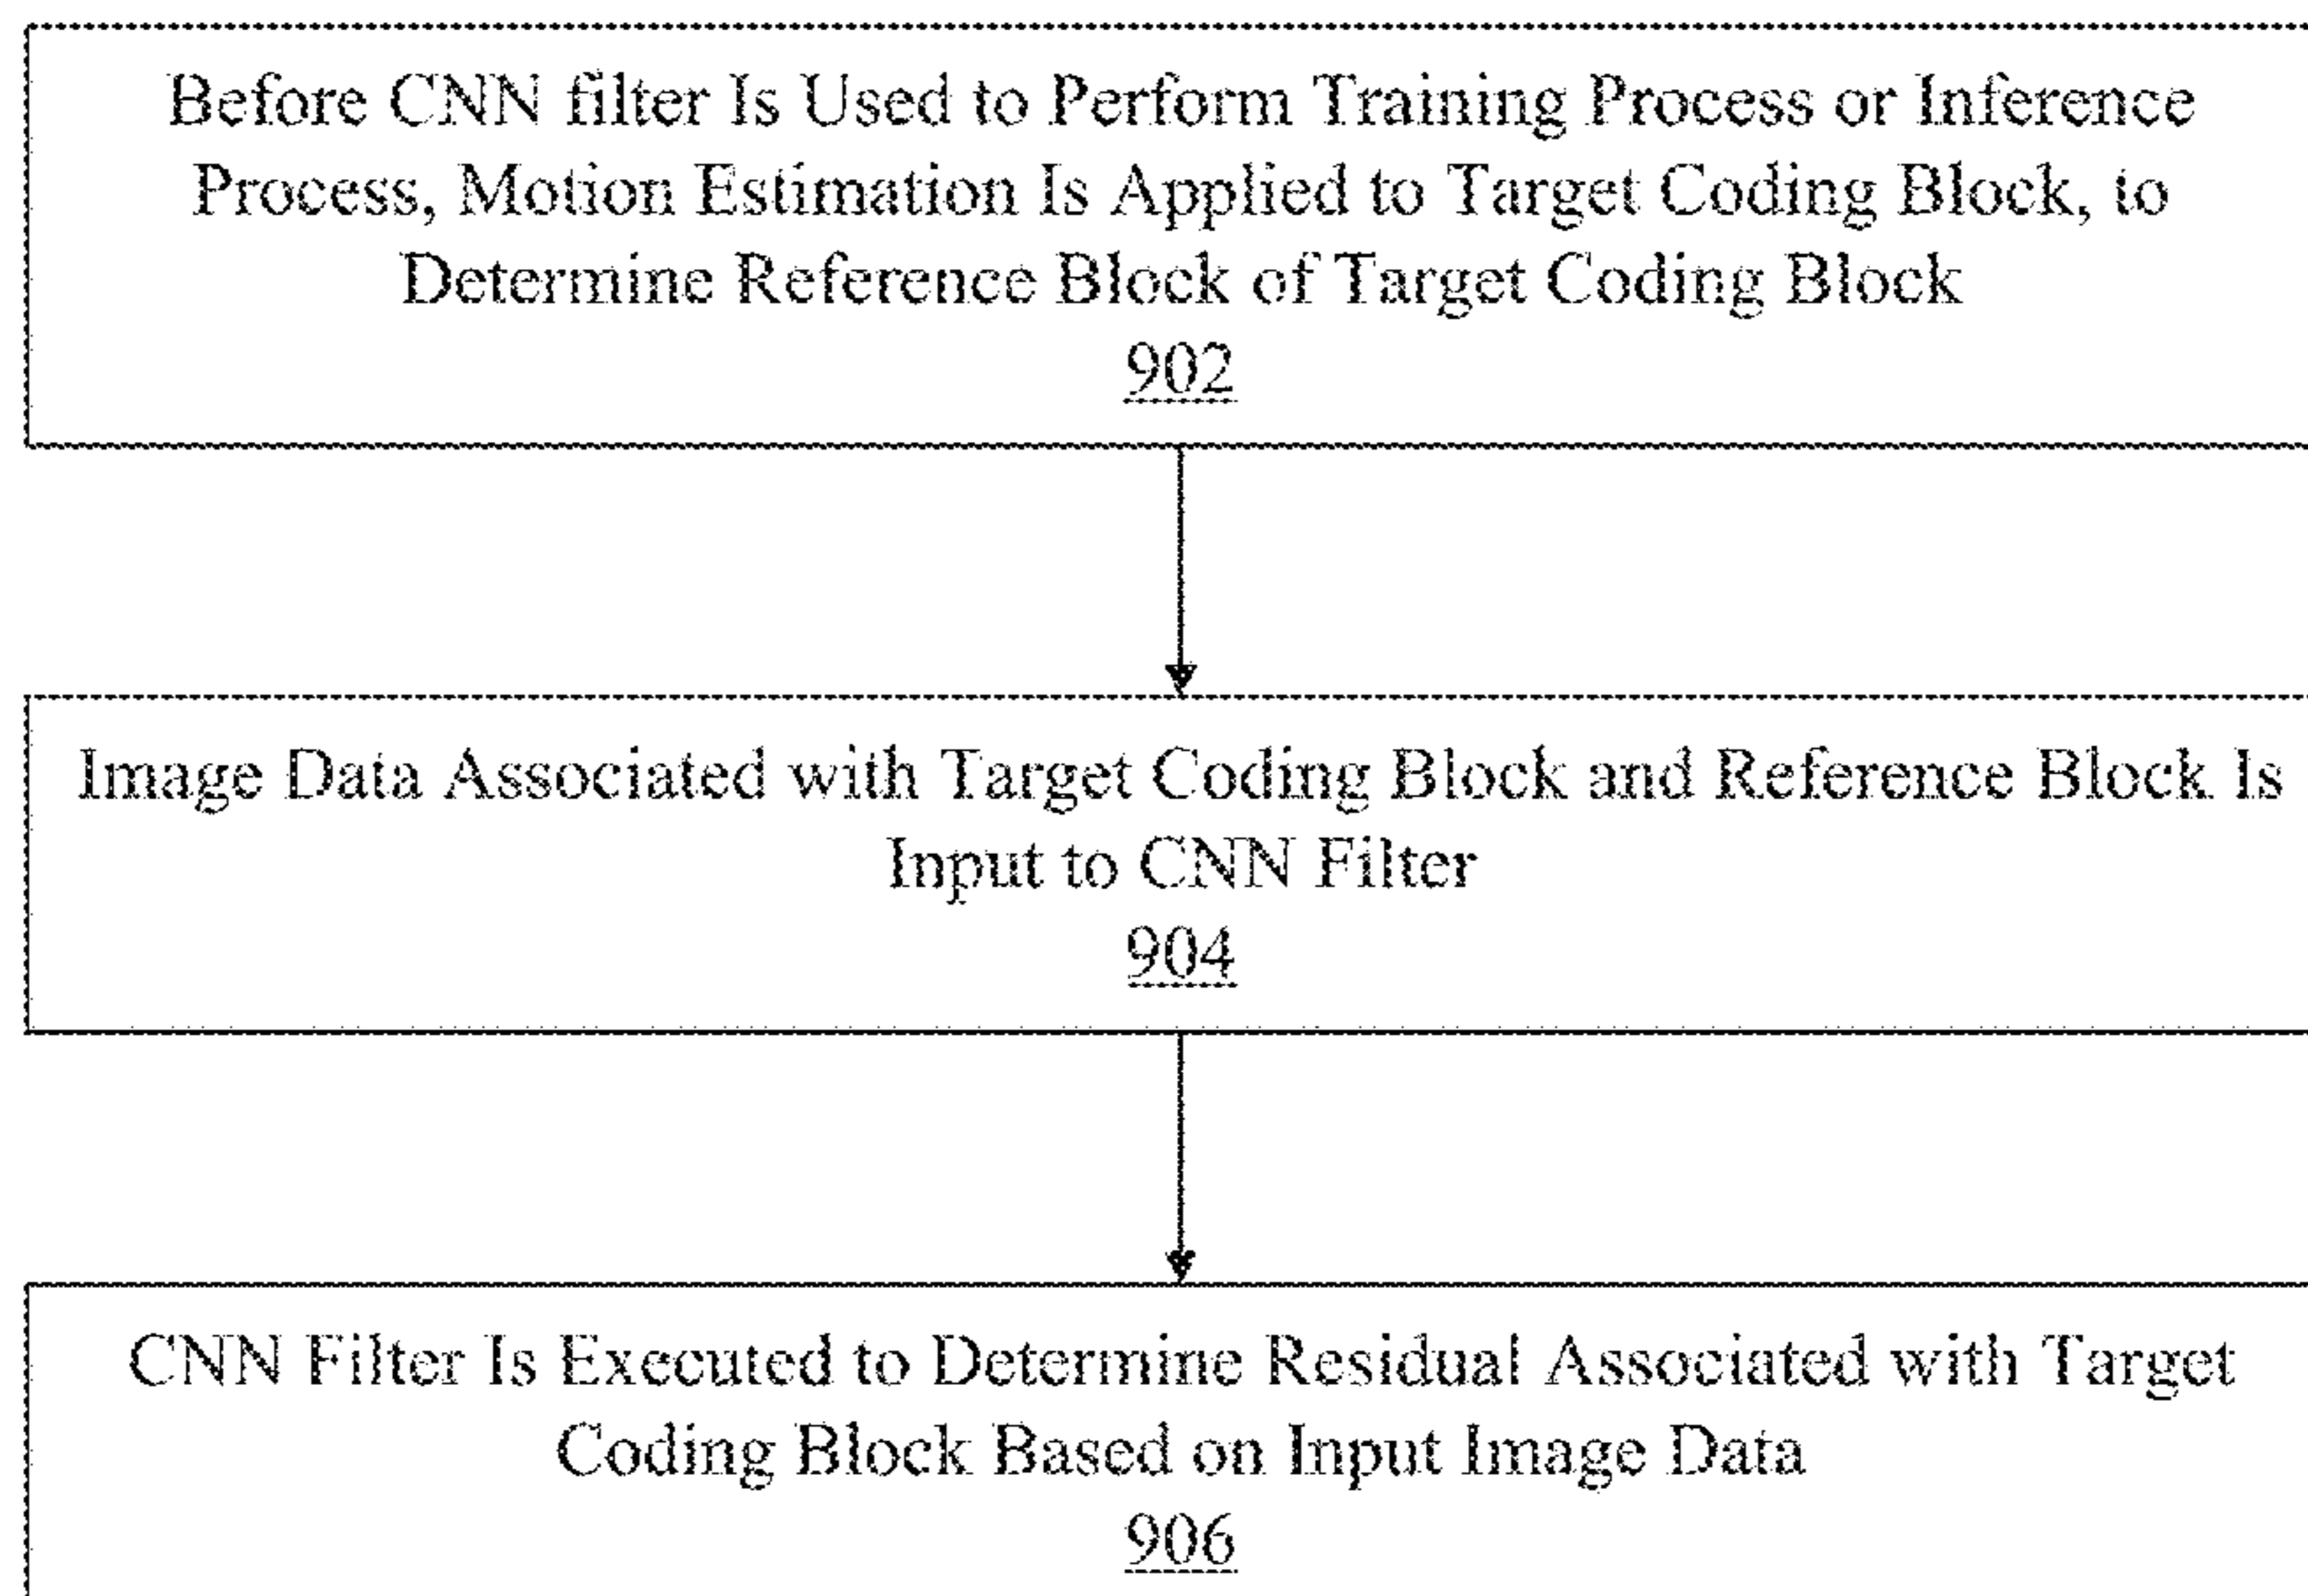 Before CNN filter Is Used to Perform Training Process or Inference
Process, Motion Estimation Is Applied to Target Coding Block, to
Determine Reference Block of Target Coding Block
902
Image Data Associated with Target Coding Block and Reference Block Is
Input to CNN Filter
904
CNN Filter Is Executed to Determine Residual Associated with Target
Coding Block Based on Input Image Data
906